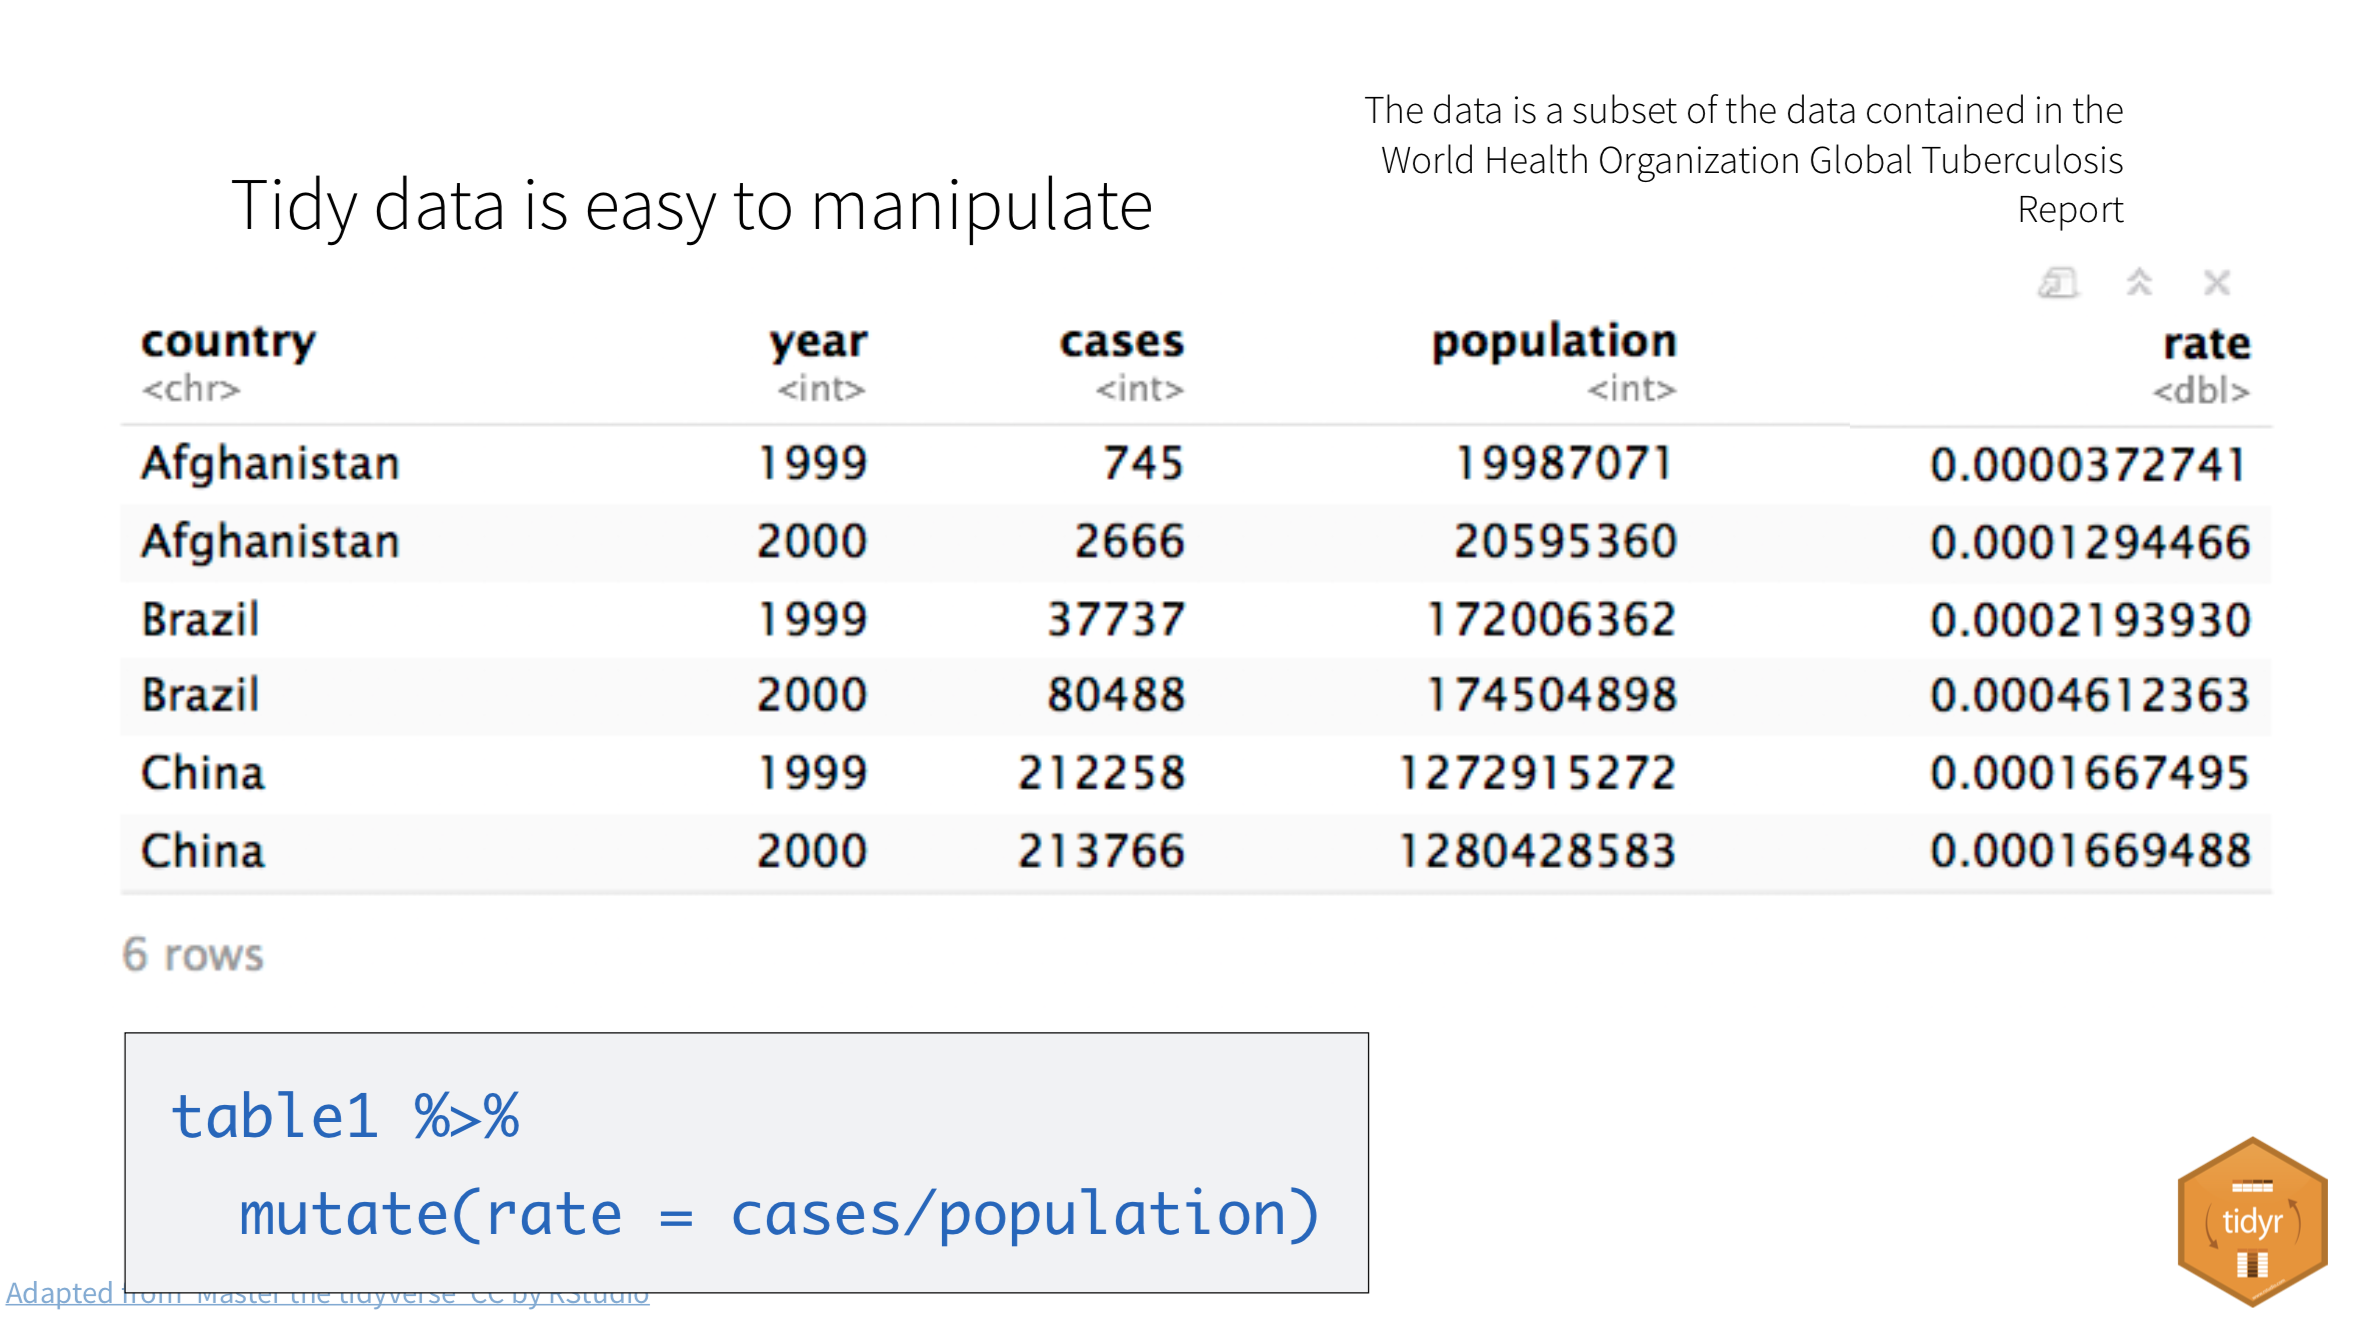 The data is a subset of the data contained in the
World Health Organization Global Tuberculosis
Report
Tidy data is easy to manipulate
country year cases population rate
<chr> <int> <int> <int> <dbl>
Afghanistan 1999 745 19987071 0.0000372741
Afghanistan 2000 2666 20595360 0.0001294466
Brazil 1999 37737 172006362 0.0002193930
Brazil 2000 80488 174504898 0.0004612363
China 1999 212258 1272915272 0.0001667495
China 2000 213766 1280428583 0.0001669488
6 rows
table1 %>%
mutate(rate = cases/population)
Adapted from "Master the tidyverse" CC by RStudio
tidyr